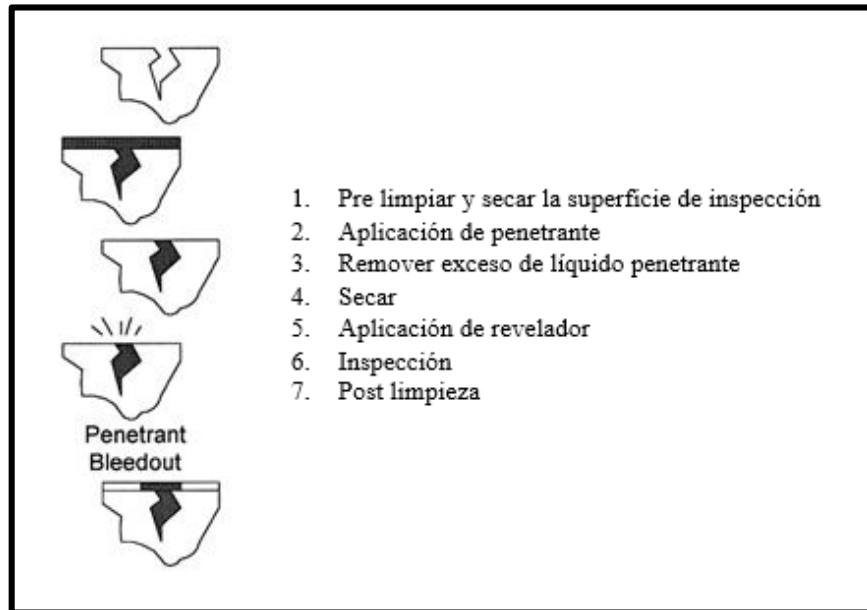 1. Pre limpiar y secar la superficie de inspección
2. Aplicación de penetrante
3. Remover exceso de líquido penetrante
4. Secar
5. Aplicación de revelador
6. Inspección
7. Post limpieza
Penetrant
Bleedout